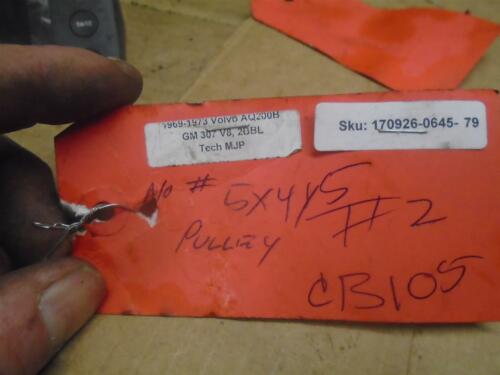 1969-1973 Volvo AQ200B
GM 307 V8, 2BBL
Tech MJP
Sku: 170926-0645- 79
No # 5X4Y5
#2
PULLEY
CB105